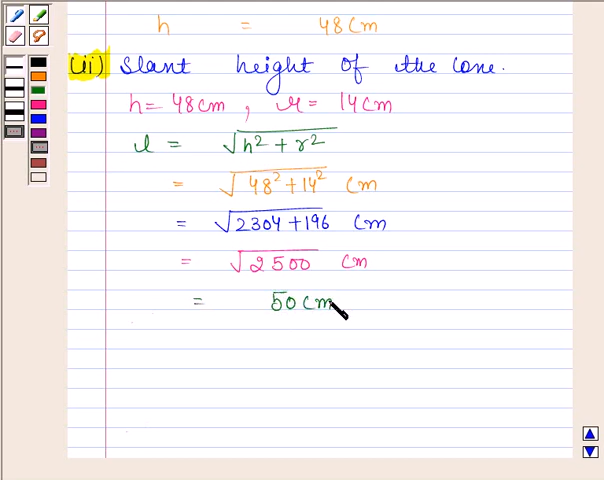 h = 48 cm
(ii) Slant height of the cone.
h = 48 cm , r = 14 cm
l = √h² + r²
= √48² + 14² cm
= √2304 + 196 cm
= √2500 cm
= 50 cm